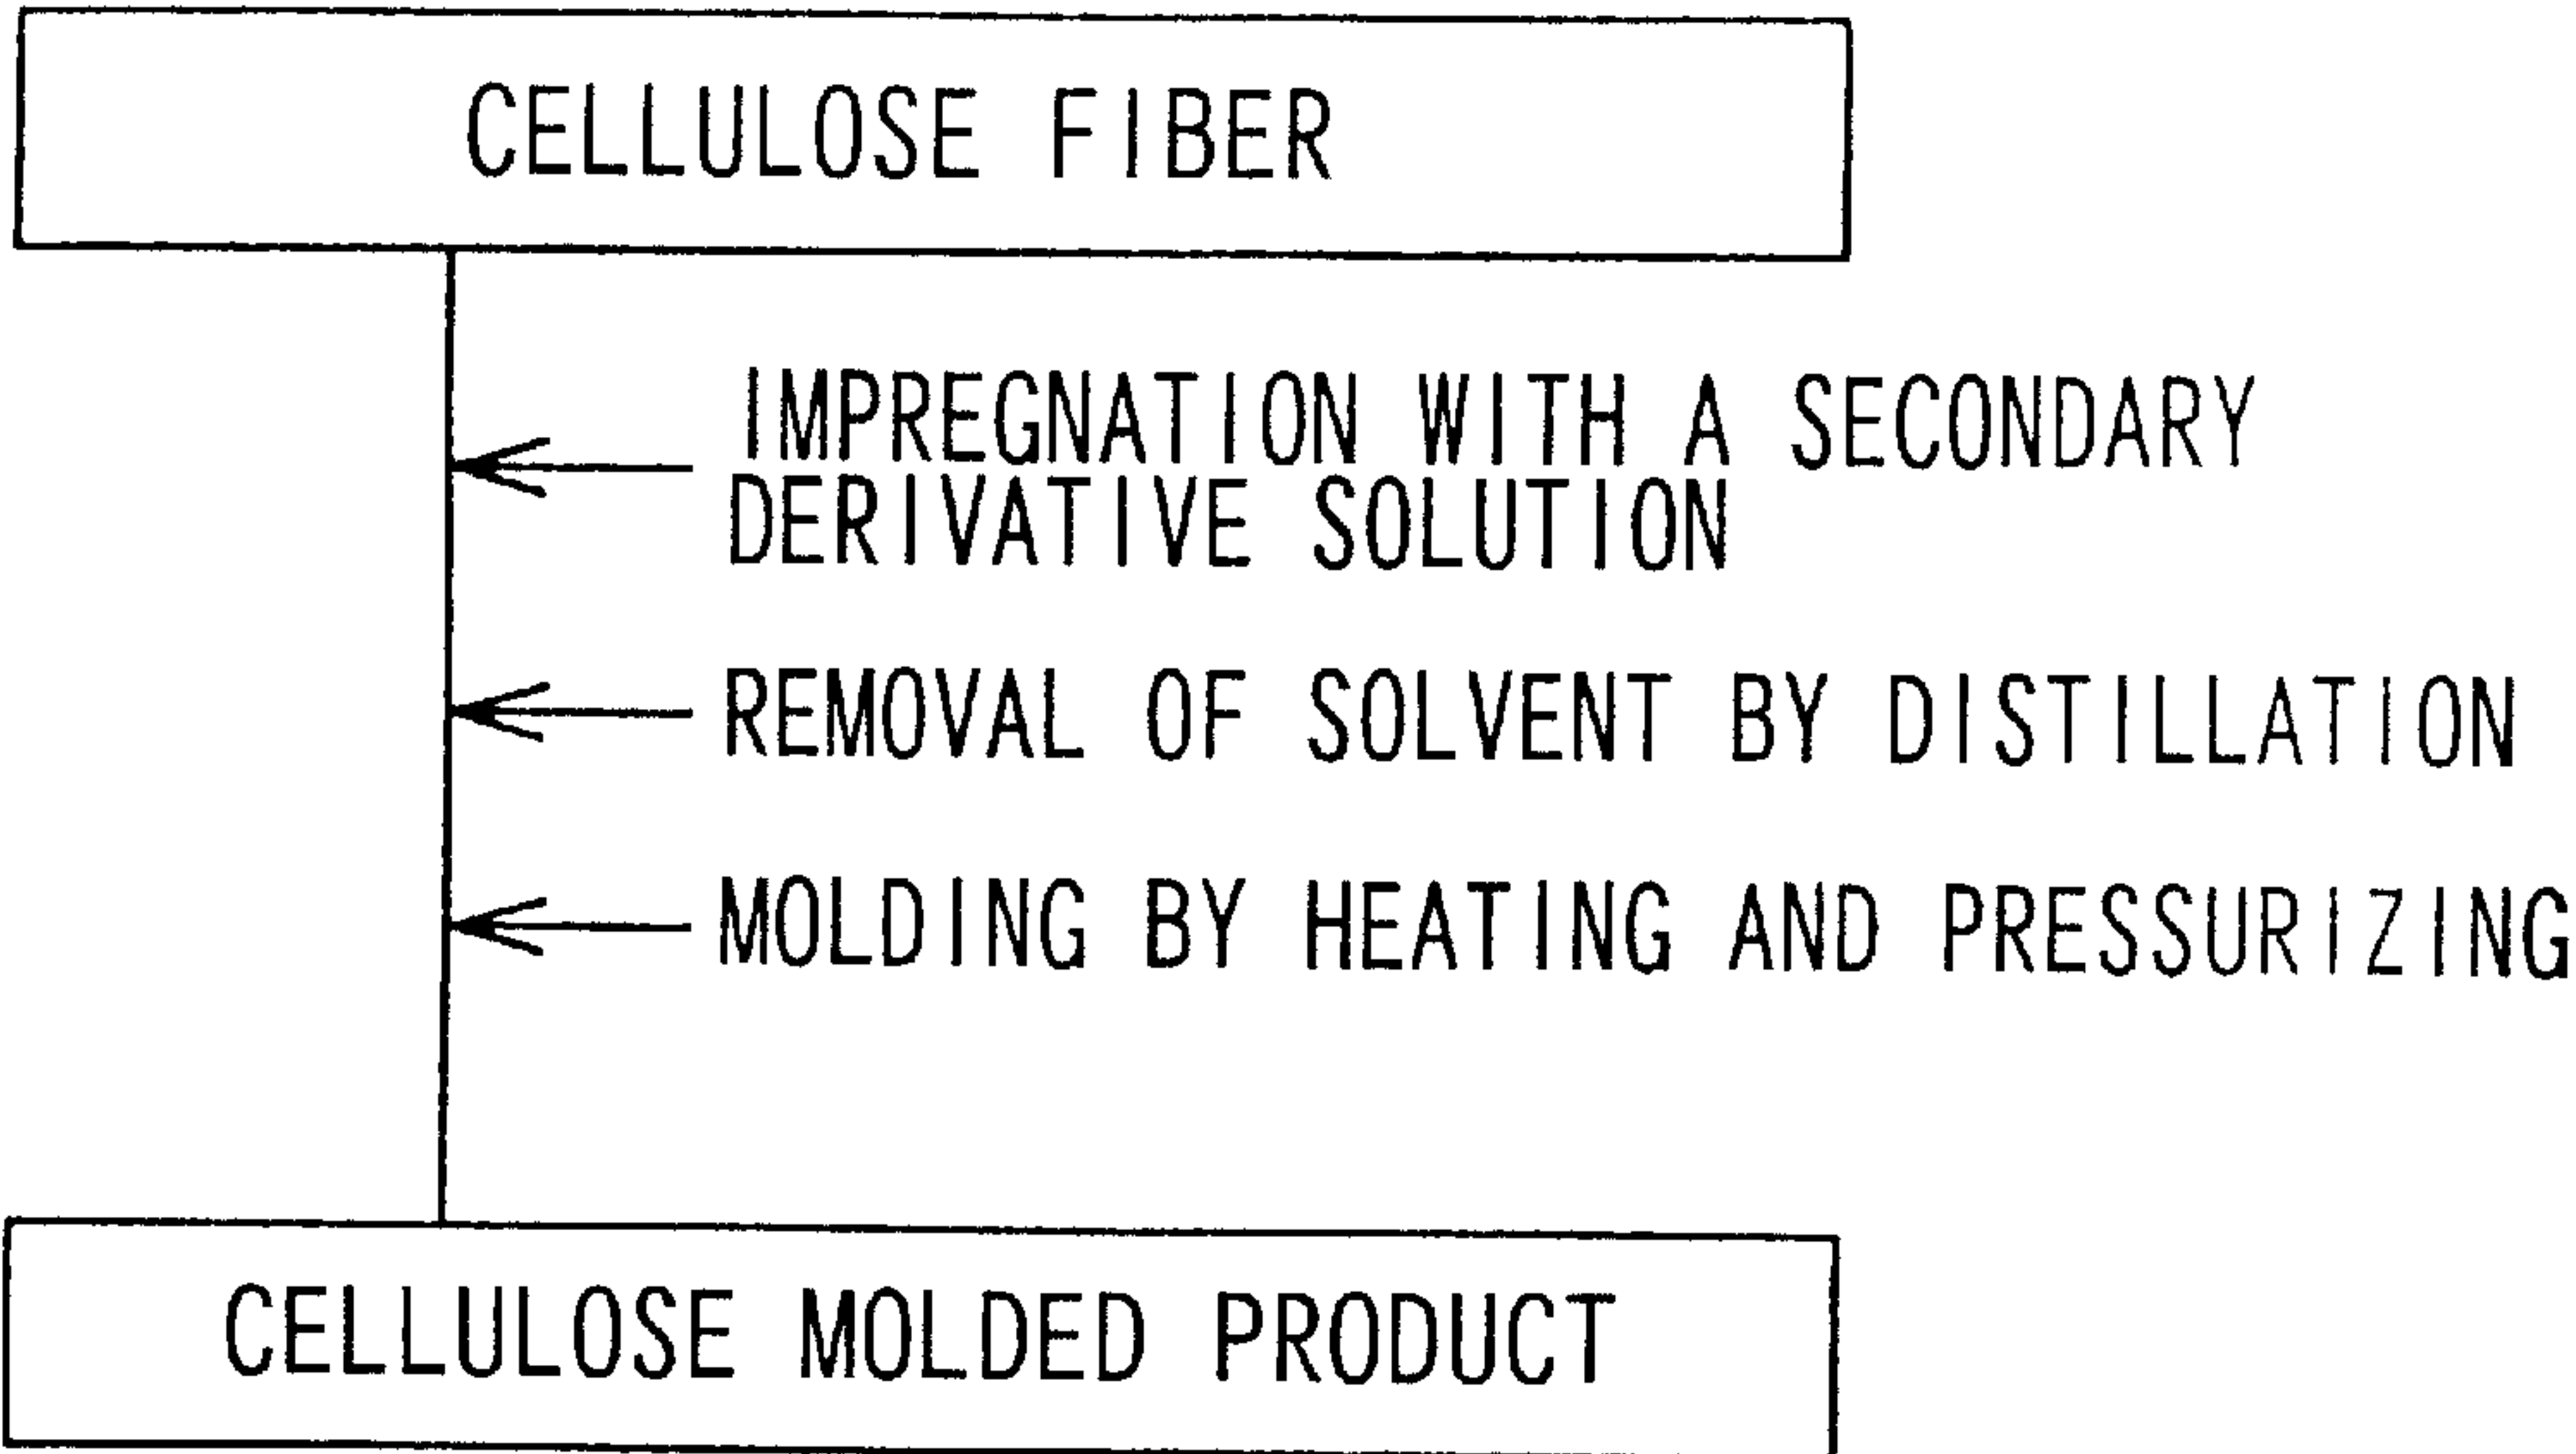 CELLULOSE FIBER
IMPREGNATION WITH A SECONDARY
DERIVATIVE SOLUTION
REMOVAL OF SOLVENT BY DISTILLATION
MOLDING BY HEATING AND PRESSURIZING
CELLULOSE MOLDED PRODUCT